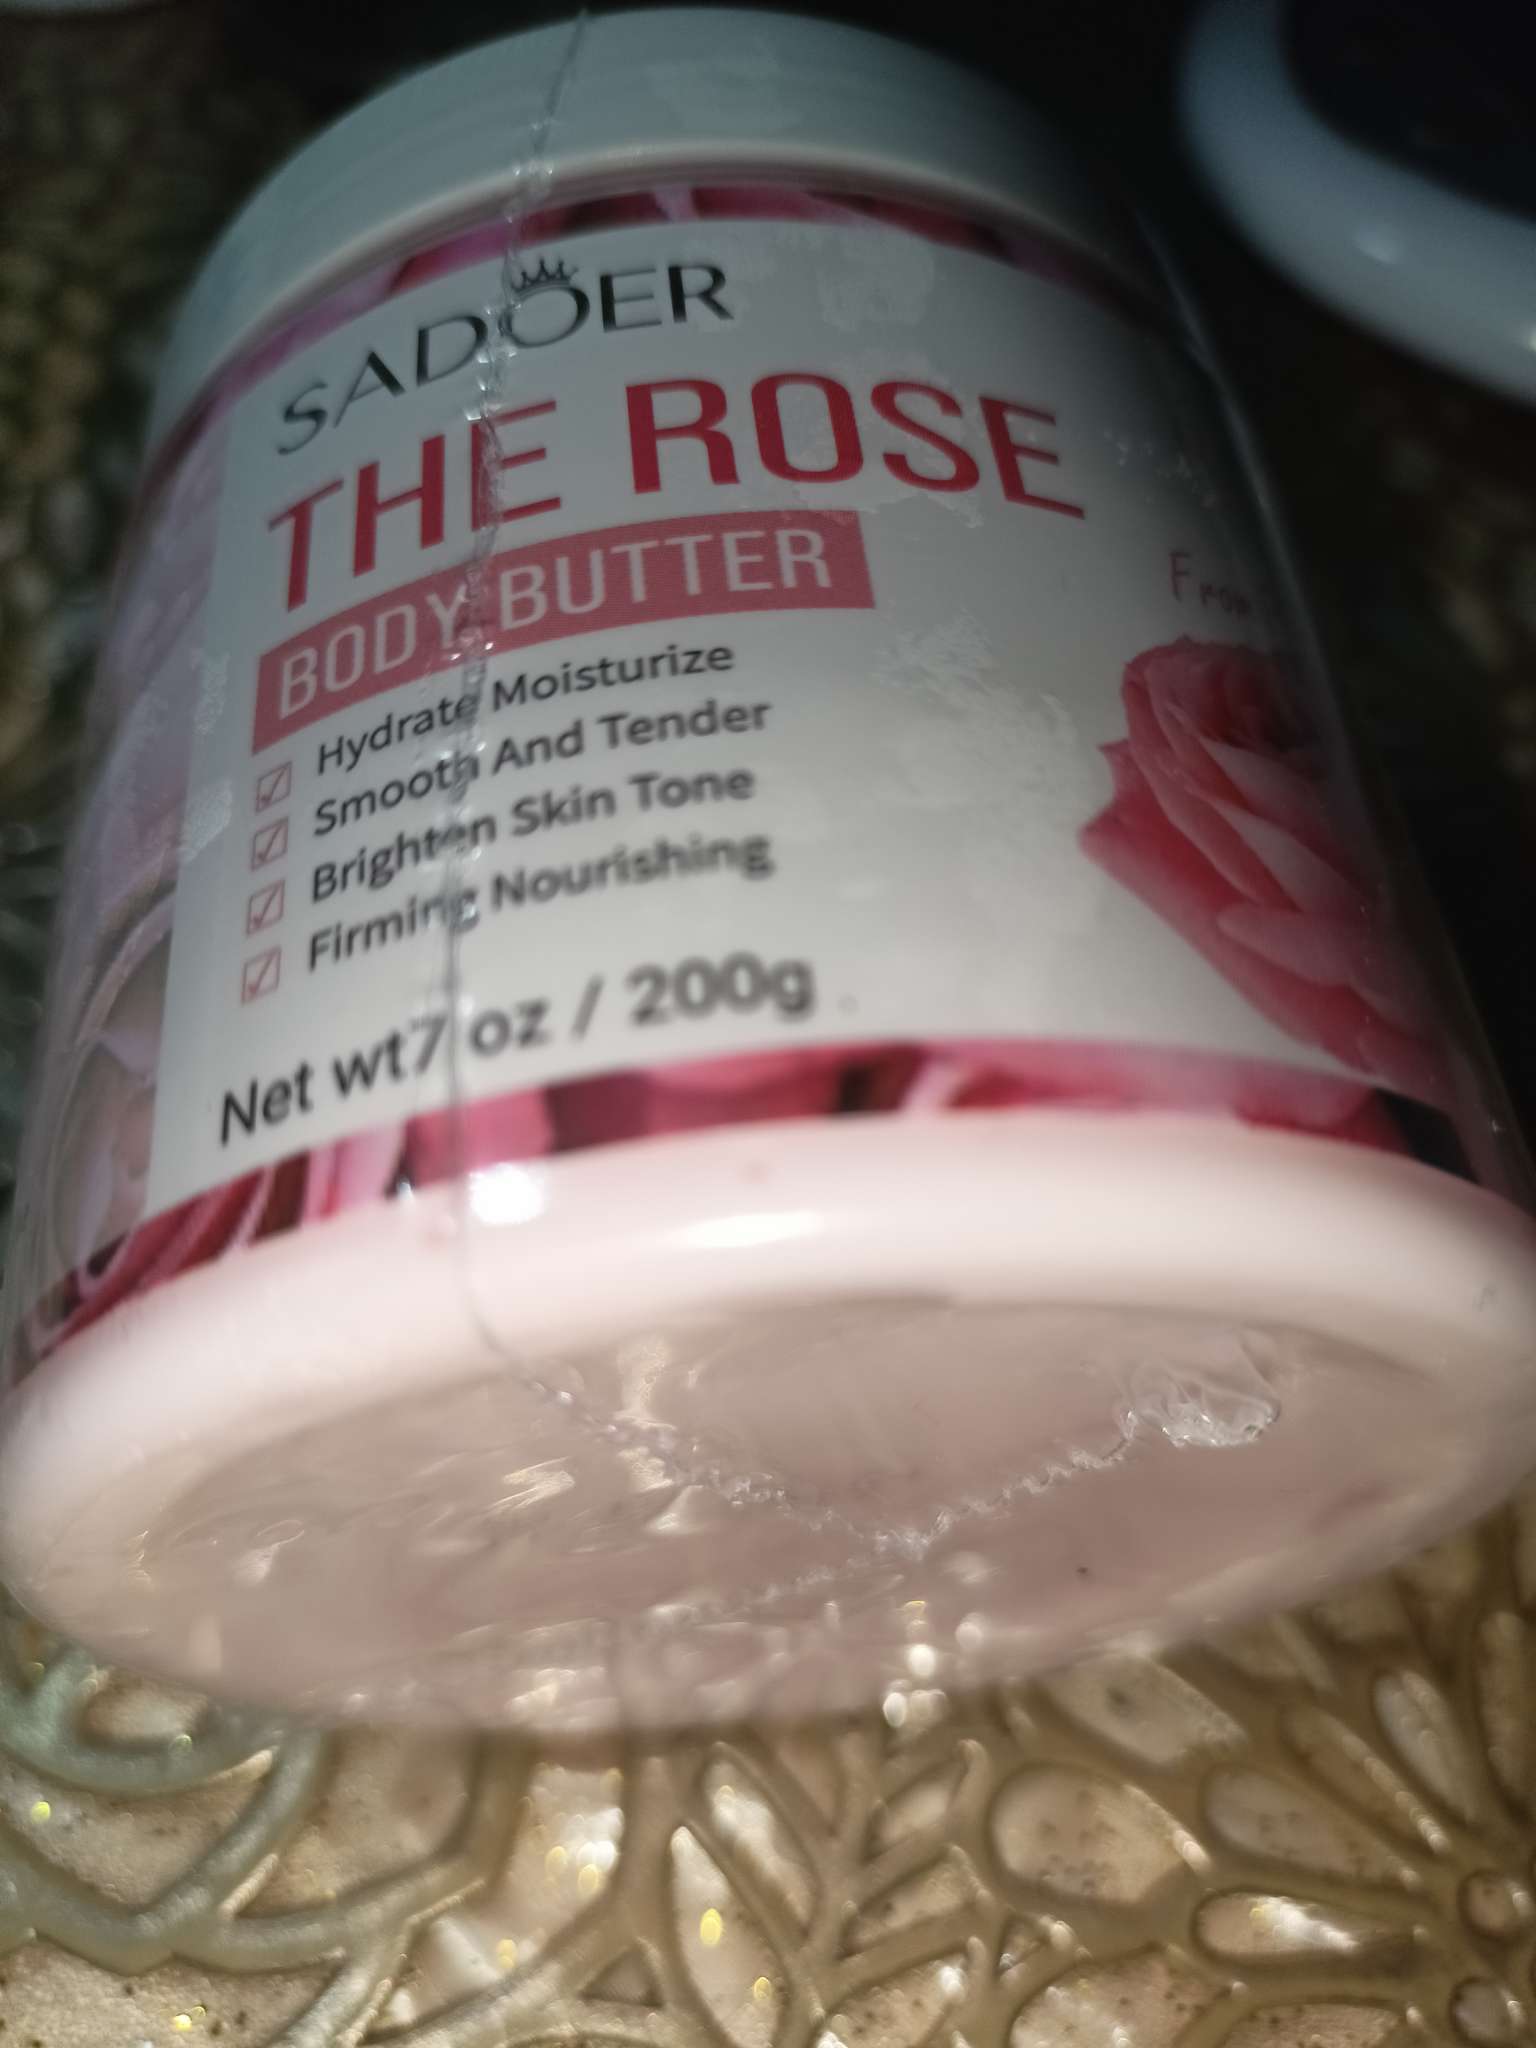 SADOER
THE ROSE
BODY BUTTER
Hydrate Moisturize
Smooth And Tender
Brighten Skin Tone
Firming Nourishing
Net wt7 oz / 200g
From